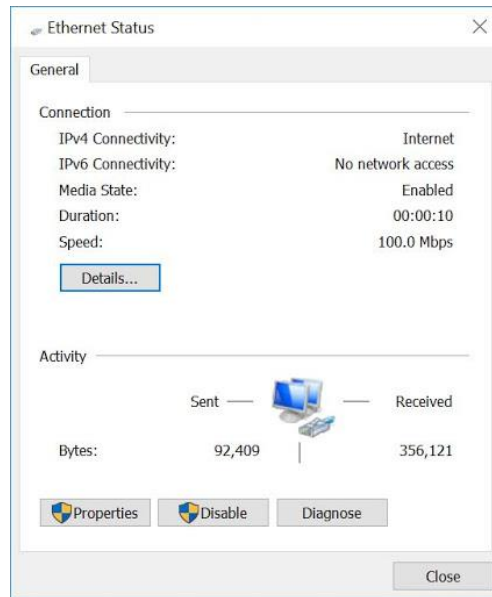 Ethernet Status
General
Connection
IPv4 Connectivity: Internet
IPv6 Connectivity: No network access
Media State: Enabled
Duration: 00:00:10
Speed: 100.0 Mbps
Details...
Activity
Sent — — Received
Bytes: 92,409 | 356,121
Properties Disable Diagnose
Close